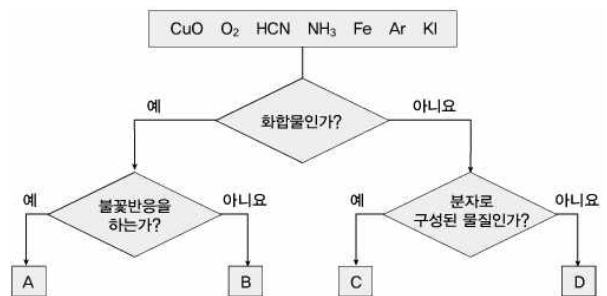 CuO O₂ HCN NH₃ Fe Ar KI
예
아니요
화합물인가?
예
불꽃반응을
하는가?
아니요
예
분자로
구성된 물질인가?
아니요
A
B
C
D